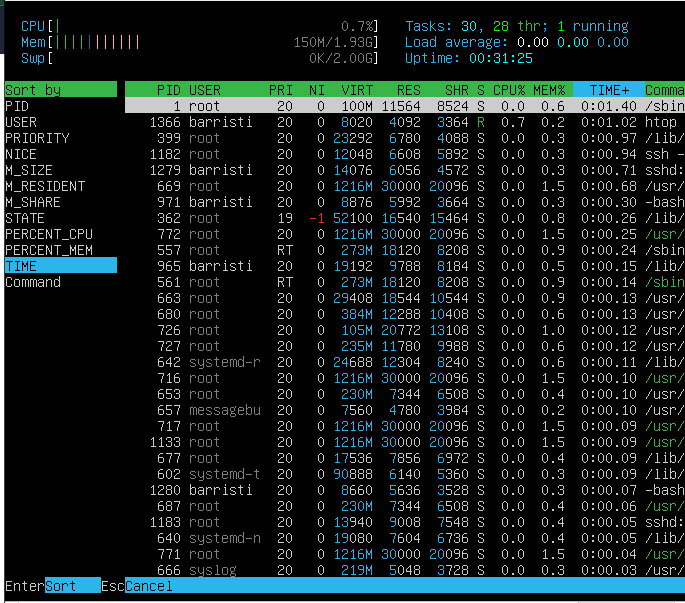 CPU[| 0.7%] Tasks: 30, 28 thr; 1 running
Mem[||||||||||| 150M/1.93G] Load average: 0.00 0.00 0.00
Swp[ 0K/2.00G] Uptime: 00:31:25
Sort by PID USER PRI NI VIRT RES SHR S CPU% MEM% TIME+ Comma
PID 1 root 20 0 100M 11564 8524 S 0.0 0.6 0:01.40 /sbin
USER 1366 barristi 20 0 8020 4092 3364 R 0.7 0.2 0:01.02 htop
PRIORITY 399 root 20 0 23292 6780 4088 S 0.0 0.3 0:00.97 /lib/
NICE 1182 root 20 0 12048 6608 5892 S 0.0 0.3 0:00.94 ssh -
M_SIZE 1279 barristi 20 0 14076 6056 4572 S 0.0 0.3 0:00.71 sshd:
M_RESIDENT 669 root 20 0 1216M 30000 20096 S 0.0 1.5 0:00.68 /usr/
M_SHARE 971 barristi 20 0 8876 5992 3664 S 0.0 0.3 0:00.30 -bash
STATE 362 root 19 -1 52100 16540 15464 S 0.0 0.8 0:00.26 /lib/
PERCENT_CPU 772 root 20 0 1216M 30000 20096 S 0.0 1.5 0:00.25 /usr/
PERCENT_MEM 557 root RT 0 273M 18120 8208 S 0.0 0.9 0:00.24 /sbin
TIME 965 barristi 20 0 19192 9788 8184 S 0.0 0.5 0:00.15 /lib/
Command 561 root RT 0 273M 18120 8208 S 0.0 0.9 0:00.14 /sbin
663 root 20 0 29408 18544 10544 S 0.0 0.9 0:00.13 /usr/
680 root 20 0 384M 12288 10408 S 0.0 0.6 0:00.13 /usr/
726 root 20 0 105M 20772 13108 S 0.0 1.0 0:00.12 /usr/
727 root 20 0 235M 11780 9988 S 0.0 0.6 0:00.12 /usr/
642 systemd-r 20 0 24688 12304 8240 S 0.0 0.6 0:00.11 /lib/
716 root 20 0 1216M 30000 20096 S 0.0 1.5 0:00.10 /usr/
653 root 20 0 230M 7344 6508 S 0.0 0.4 0:00.10 /usr/
657 messagebu 20 0 7560 4780 3984 S 0.0 0.2 0:00.10 /usr/
717 root 20 0 1216M 30000 20096 S 0.0 1.5 0:00.09 /usr/
1133 root 20 0 1216M 30000 20096 S 0.0 1.5 0:00.09 /usr/
677 root 20 0 17536 7856 6972 S 0.0 0.4 0:00.09 /lib/
602 systemd-t 20 0 90888 6140 5360 S 0.0 0.3 0:00.09 /lib/
1280 barristi 20 0 8660 5636 3528 S 0.0 0.3 0:00.07 -bash
687 root 20 0 230M 7344 6508 S 0.0 0.4 0:00.06 /usr/
1183 root 20 0 13940 9008 7548 S 0.0 0.4 0:00.05 sshd:
640 systemd-n 20 0 19080 7604 6736 S 0.0 0.4 0:00.05 /lib/
771 root 20 0 1216M 30000 20096 S 0.0 1.5 0:00.04 /usr/
666 syslog 20 0 219M 5048 3728 S 0.0 0.3 0:00.03 /usr/
EnterSort EscCancel